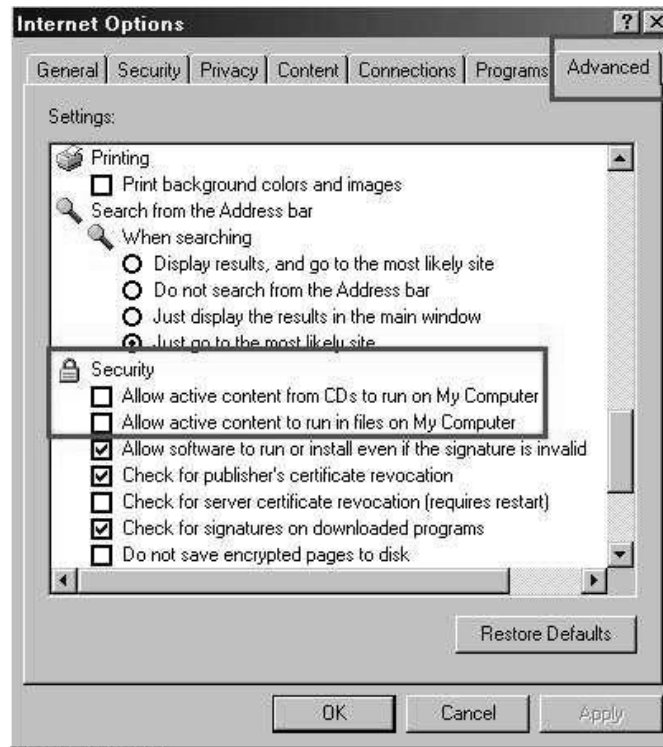 Internet Options
General Security Privacy Content Connections Programs Advanced
Settings:
Printing
Print background colors and images
Search from the Address bar
When searching
Display results, and go to the most likely site
Do not search from the Address bar
Just display the results in the main window
Just go to the most likely site
Security
Allow active content from CDs to run on My Computer
Allow active content to run in files on My Computer
Allow software to run or install even if the signature is invalid
Check for publisher's certificate revocation
Check for server certificate revocation (requires restart)
Check for signatures on downloaded programs
Do not save encrypted pages to disk
Restore Defaults
OK Cancel Apply